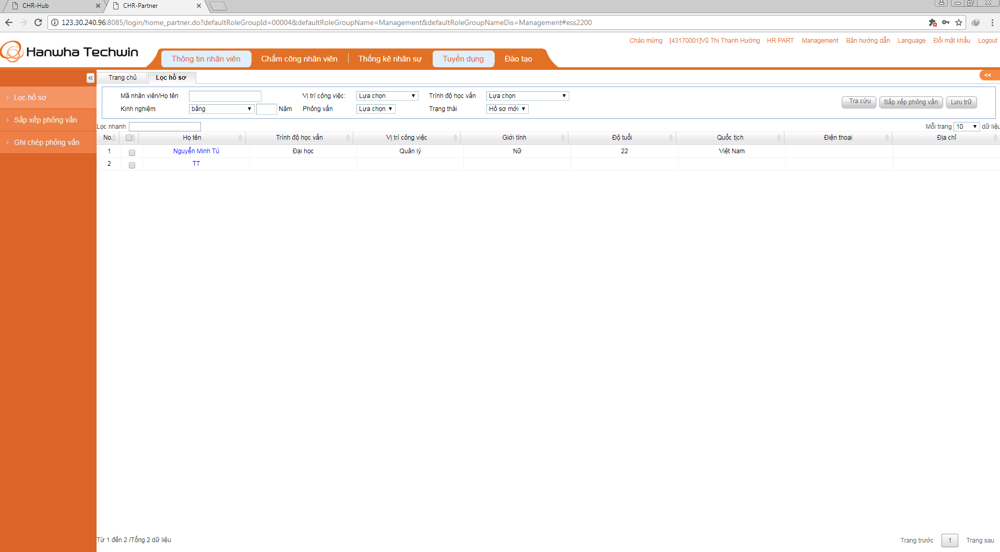 CHR-Hub CHR-Partner
123.30.240.96:8085/login/home_partner.do?defaultRoleGroupId=00004&defaultRoleGroupName=Management&defaultRoleGroupNameDis=Management#ess2200
Chào mừng [43170001]Vũ Thị Thanh Hường HR PART Management Bản hướng dẫn Language Đổi mật khẩu Logout
Hanwha Techwin
Thông tin nhân viên Chấm công nhân viên Thống kê nhân sự Tuyển dụng Đào tạo
« Trang chủ Lọc hồ sơ <<
Lọc hồ sơ
Sắp xếp phỏng vấn
Ghi chép phỏng vấn
Mã nhân viên/Họ tên Vị trí công việc: Lựa chọn Trình độ học vấn Lựa chọn
Kinh nghiệm bằng Năm Phỏng vấn Lựa chọn Trạng thái Hồ sơ mới
Tra cứu Sắp xếp phỏng vấn Lưu trữ
Lọc nhanh Mỗi trang 10 dữ liệu
No. Họ tên Trình độ học vấn Vị trí công việc Giới tính Độ tuổi Quốc tịch Điện thoại Địa chỉ
1 Nguyễn Minh Tú Đại học Quản lý Nữ 22 Việt Nam
2 TT
Từ 1 đến 2 /Tổng 2 dữ liệu Trang trước 1 Trang sau